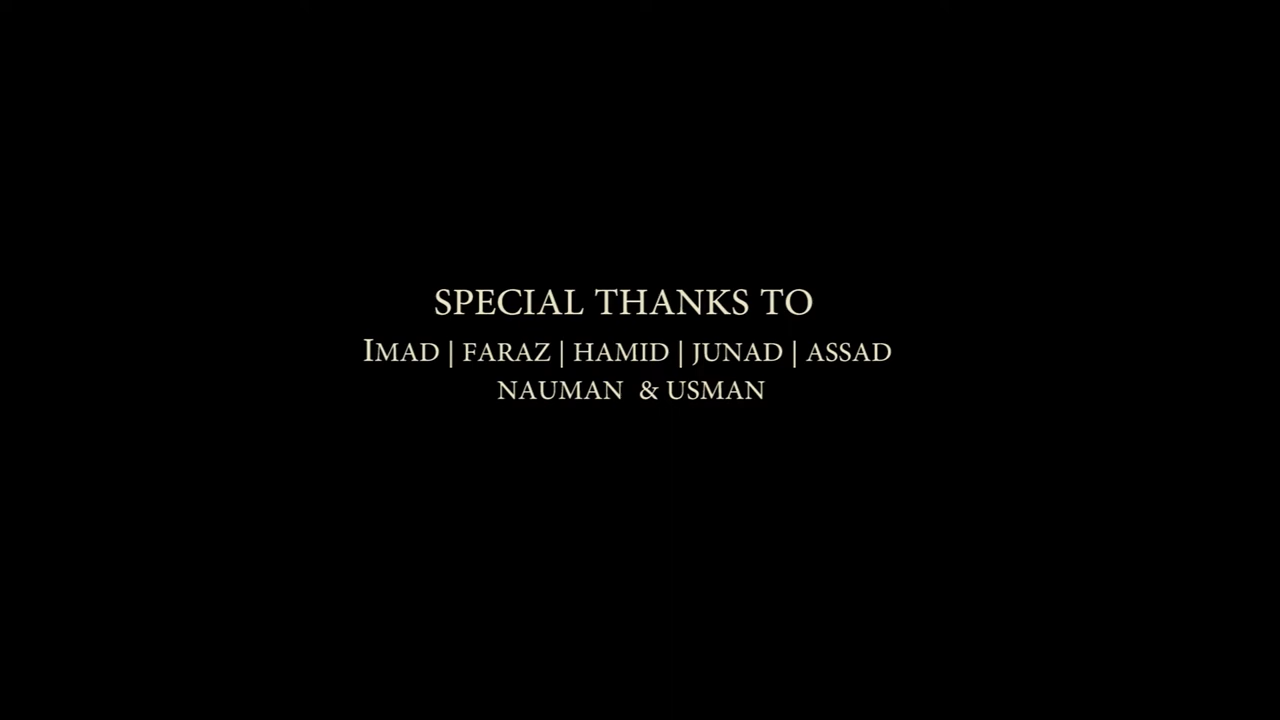 SPECIAL THANKS TO
IMAD | FARAZ | HAMID | JUNAD | ASSAD
NAUMAN & USMAN